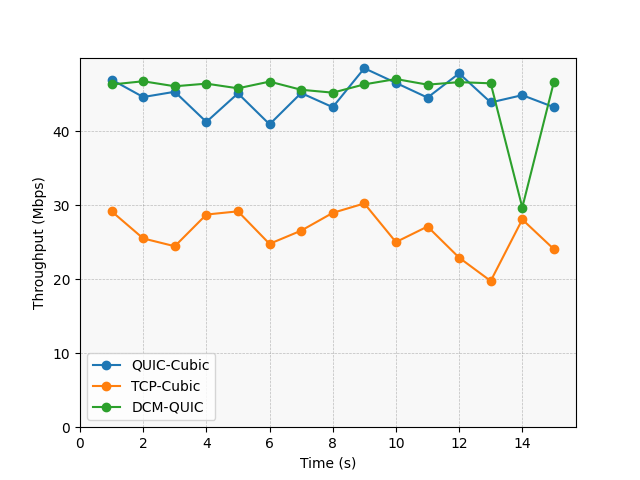 40
30
20
10
0
Throughput (Mbps)
QUIC-Cubic
TCP-Cubic
DCM-QUIC
0 2 4 6 8 10 12 14
Time (s)